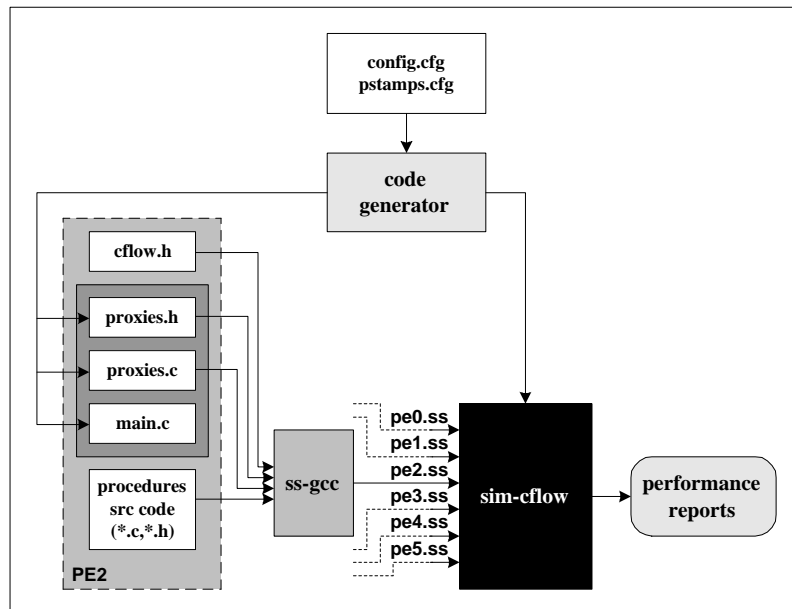 config.cfg
pstamps.cfg
code
generator
cflow.h
proxies.h
proxies.c
main.c
procedures
src code
(*.c,*.h)
PE2
ss-gcc
pe0.ss
pe1.ss
pe2.ss
pe3.ss
pe4.ss
pe5.ss
sim-cflow
performance
reports